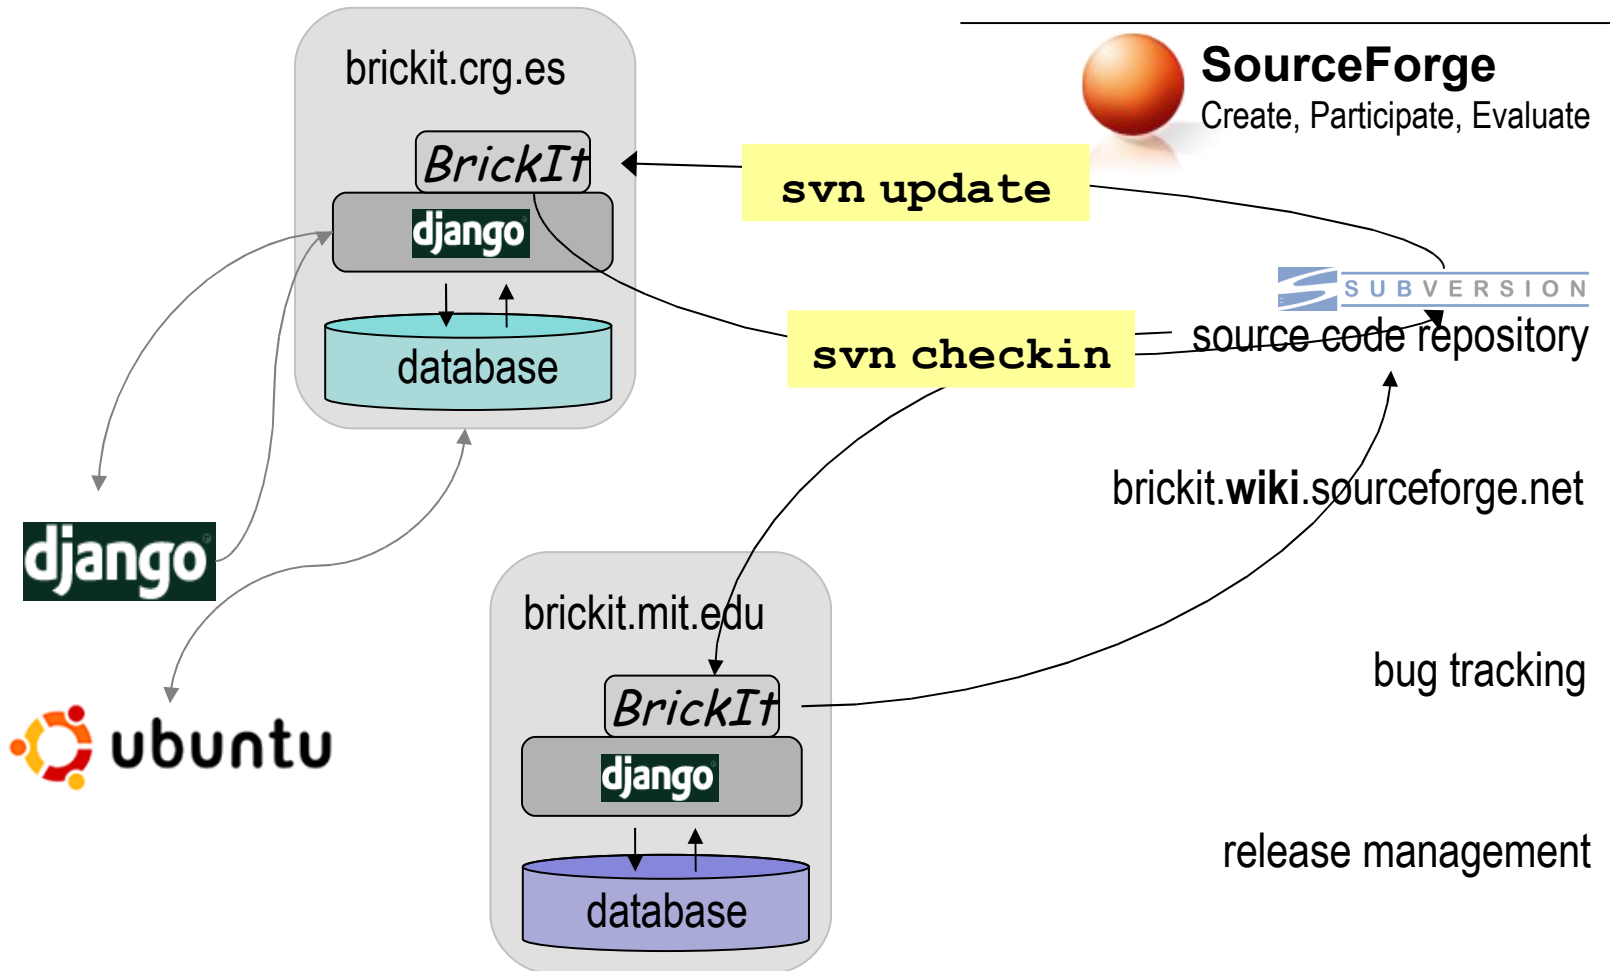 brickit.crg.es
SourceForge
Create, Participate, Evaluate
BrickIt
svn update
django
SUBVERSION
source code repository
svn checkin
database
brickit.wiki.sourceforge.net
django
brickit.mit.edu
bug tracking
BrickIt
ubuntu
django
release management
database